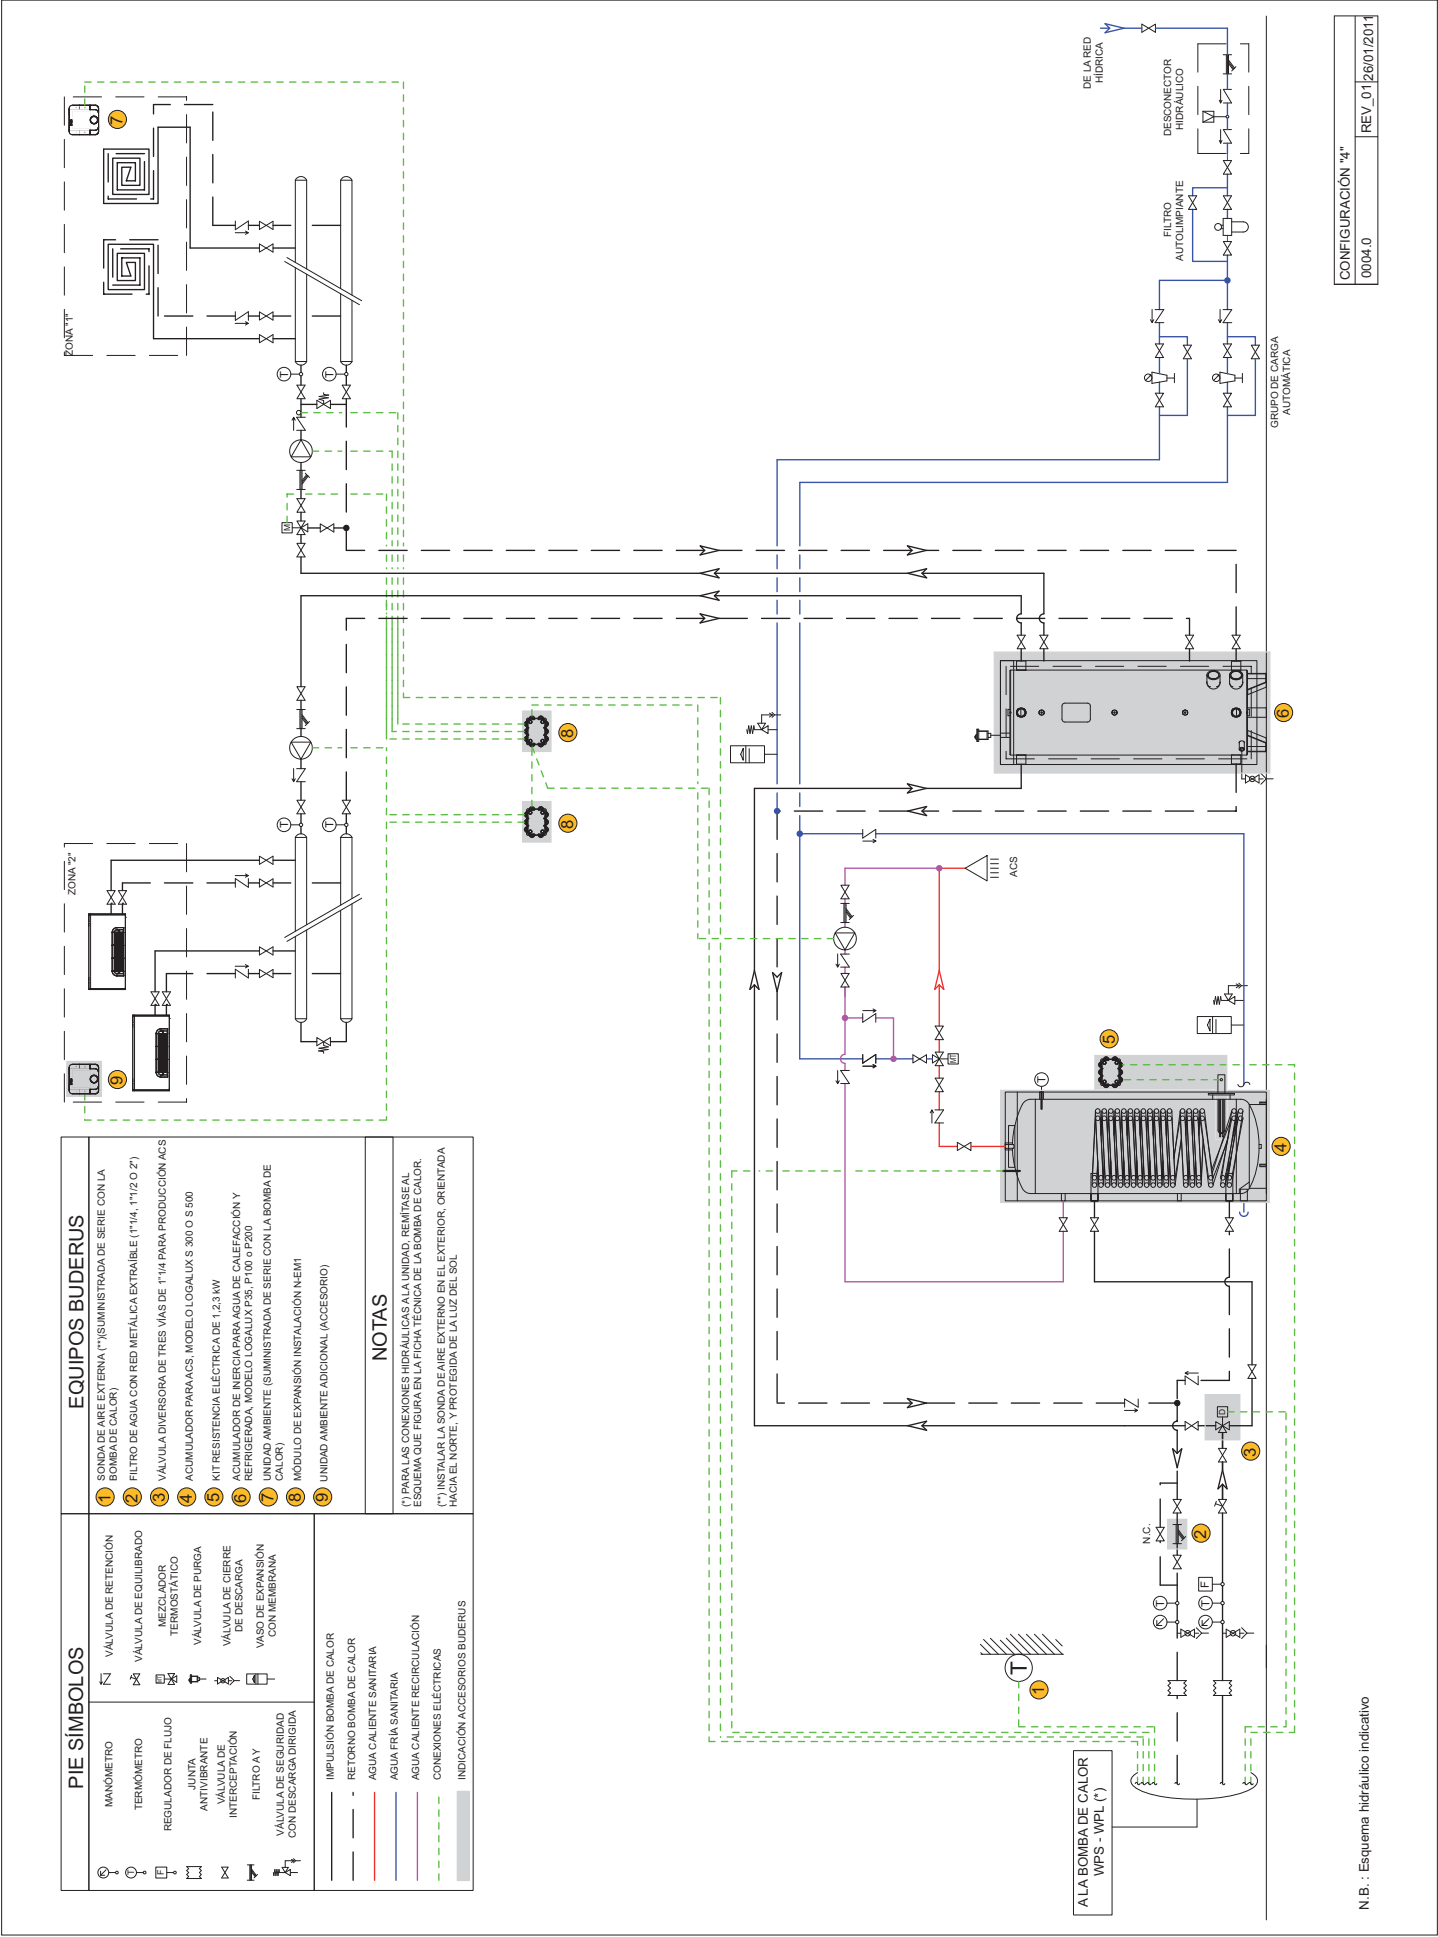 PIE SÍMBOLOS
MANÓMETRO
TERMÓMETRO
REGULADOR DE FLUJO
JUNTA
ANTIVIBRANTE
VÁLVULA DE
INTERCEPTACIÓN
FILTRO A Y
VÁLVULA DE SEGURIDAD
CON DESCARGA DIRIGIDA
VÁLVULA DE RETENCIÓN
VÁLVULA DE EQUILIBRADO
MEZCLADOR
TERMOSTÁTICO
VÁLVULA DE PURGA
VÁLVULA DE CIERRE
DE DESCARGA
VASO DE EXPANSIÓN
CON MEMBRANA
IMPULSIÓN BOMBA DE CALOR
RETORNO BOMBA DE CALOR
AGUA CALIENTE SANITARIA
AGUA FRÍA SANITARIA
AGUA CALIENTE RECIRCULACIÓN
CONEXIONES ELÉCTRICAS
INDICACIÓN ACCESORIOS BUDERUS
EQUIPOS BUDERUS
1 SONDA DE AIRE EXTERNA (**)(SUMINISTRADA DE SERIE CON LA
BOMBA DE CALOR)
2 FILTRO DE AGUA CON RED METÁLICA EXTRAÍBLE (1"1/4, 1"1/2 O 2")
3 VÁLVULA DIVERSORA DE TRES VÍAS DE 1"1/4 PARA PRODUCCIÓN ACS
4 ACUMULADOR PARA ACS, MODELO LOGALUX S 300 O S 500
5 KIT RESISTENCIA ELÉCTRICA DE 1,2,3 kW
6 ACUMULADOR DE INERCIA PARA AGUA DE CALEFACCIÓN Y
REFRIGERADA, MODELO LOGALUX P35, P100 o P200
7 UNIDAD AMBIENTE (SUMINISTRADA DE SERIE CON LA BOMBA DE
CALOR)
8 MÓDULO DE EXPANSIÓN INSTALACIÓN N-EM1
9 UNIDAD AMBIENTE ADICIONAL (ACCESORIO)
NOTAS
(*) PARA LAS CONEXIONES HIDRÁULICAS A LA UNIDAD, REMÍTASE AL
ESQUEMA QUE FIGURA EN LA FICHA TÉCNICA DE LA BOMBA DE CALOR.
(**) INSTALAR LA SONDA DE AIRE EXTERNO EN EL EXTERIOR, ORIENTADA
HACIA EL NORTE, Y PROTEGIDA DE LA LUZ DEL SOL
ZONA "2"
9
ZONA "1"
7
T
T
T
T
M
8
8
A LA BOMBA DE CALOR
WPS - WPL (*)
T
1
T
T
F
N.C.
2
D
3
T
5
4
MT
ACS
6
GRUPO DE CARGA
AUTOMÁTICA
FILTRO
AUTOLIMPIANTE
DESCONECTOR
HIDRÁULICO
DE LA RED
HÍDRICA
N.B. : Esquema hidráulico indicativo
CONFIGURACIÓN "4"
0004.0 REV_01 26/01/2011